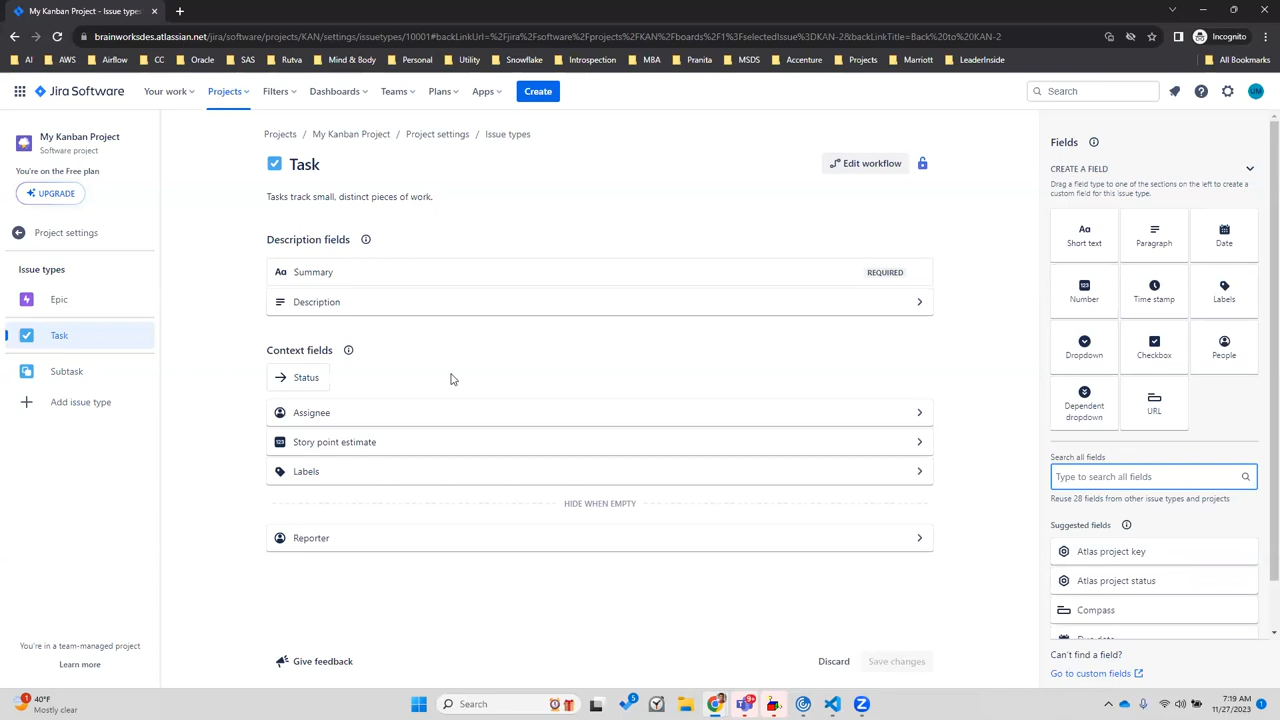 My Kanban Project - Issue types
brainworksdes.atlassian.net/jira/software/projects/KAN/settings/issuetypes/10001#backLinkUrl=%2Fjira%2Fsoftware%2Fprojects%2FKAN%2Fboards%2F1%3FselectedIssue%3DKAN-2&backLinkTitle=Back%20to%20KAN-2
Incognito
AI AWS Airflow CC Oracle SAS Rutva Mind & Body Personal Utility Snowflake Introspection MBA Pranita MSDS Accenture Projects Marriott LeaderInside All Bookmarks
Jira Software Your work Projects Filters Dashboards Teams Plans Apps Create Search JM
My Kanban Project
Software project
You're on the Free plan
UPGRADE
Project settings
Issue types
Epic
Task
Subtask
Add issue type
You're in a team-managed project
Learn more
Projects / My Kanban Project / Project settings / Issue types
Task
Edit workflow
Tasks track small, distinct pieces of work.
Description fields
Aa Summary REQUIRED
Description
Context fields
Status
Assignee
123 Story point estimate
Labels
HIDE WHEN EMPTY
Reporter
Give feedback
Discard Save changes
Fields
CREATE A FIELD
Drag a field type to one of the sections on the left to create a
custom field for this issue type.
Aa
Short text
Paragraph
Date
123
Number
Time stamp
Labels
Dropdown
Checkbox
People
Dependent
dropdown
URL
Search all fields
Type to search all fields
Reuse 28 fields from other issue types and projects
Suggested fields
Atlas project key
Atlas project status
Compass
Due date
Can't find a field?
Go to custom fields
1
40°F
Mostly clear
Search
5
9+
7:19 AM
11/27/2023
1